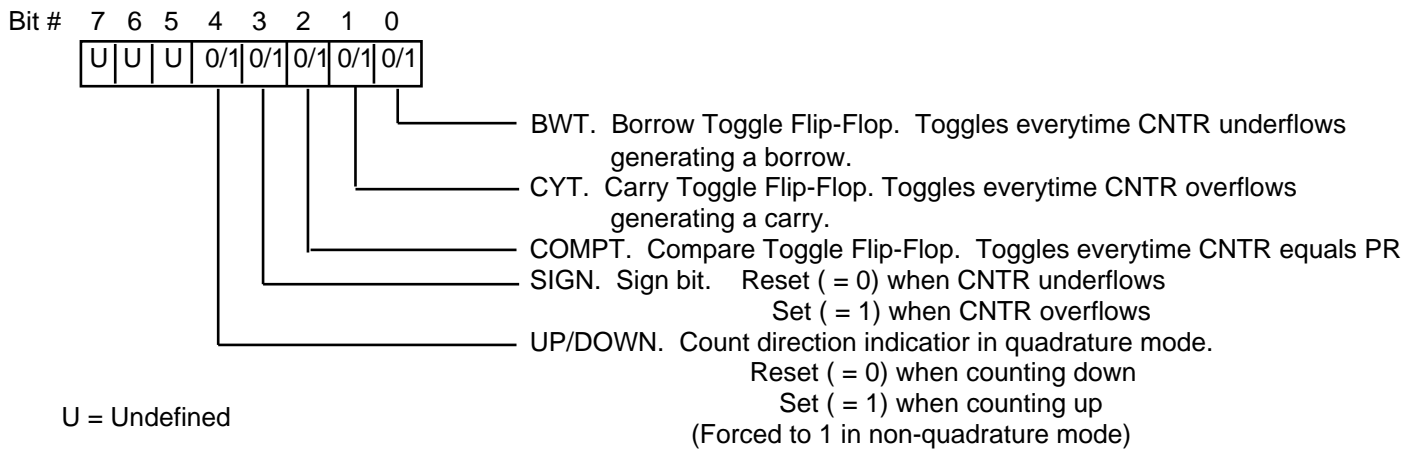 Bit # 7 6 5 4 3 2 1 0
U U U 0/1 0/1 0/1 0/1 0/1
BWT. Borrow Toggle Flip-Flop. Toggles everytime CNTR underflows
generating a borrow.
CYT. Carry Toggle Flip-Flop. Toggles everytime CNTR overflows
generating a carry.
COMPT. Compare Toggle Flip-Flop. Toggles everytime CNTR equals PR
SIGN. Sign bit. Reset ( = 0) when CNTR underflows
Set ( = 1) when CNTR overflows
UP/DOWN. Count direction indicatior in quadrature mode.
Reset ( = 0) when counting down
Set ( = 1) when counting up
U = Undefined
(Forced to 1 in non-quadrature mode)